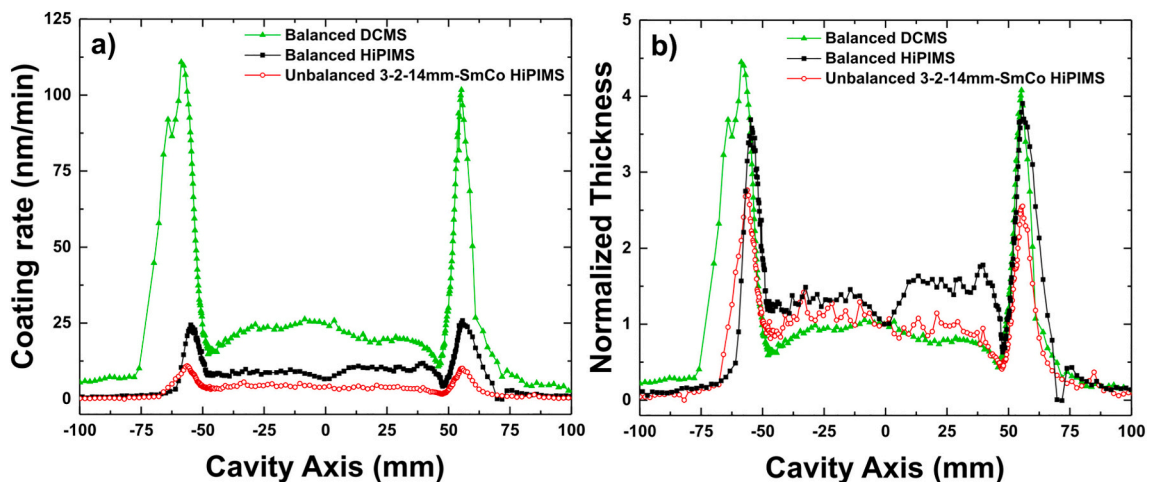 a)
Balanced DCMS
Balanced HiPIMS
Unbalanced 3-2-14mm-SmCo HiPIMS
Coating rate (nm/min)
125
100
75
50
25
0
-100 -75 -50 -25 0 25 50 75 100
Cavity Axis (mm)
b)
Balanced DCMS
Balanced HiPIMS
Unbalanced 3-2-14mm-SmCo HiPIMS
Normalized Thickness
5
4
3
2
1
0
-100 -75 -50 -25 0 25 50 75 100
Cavity Axis (mm)